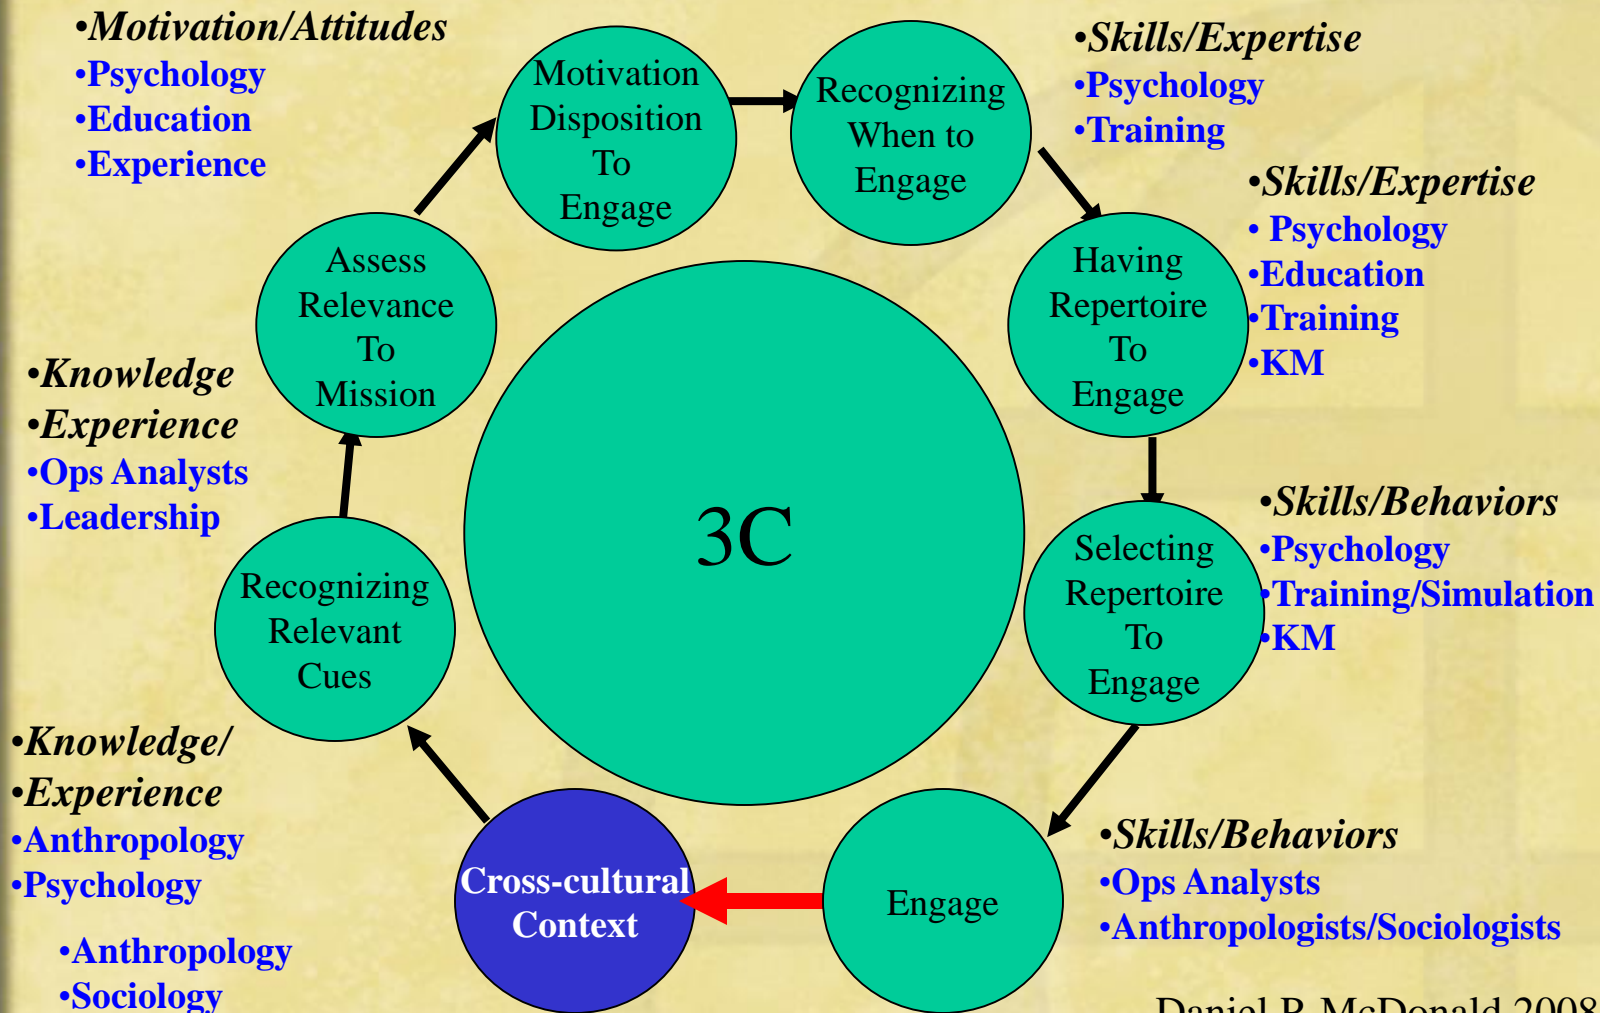 •Motivation/Attitudes
•Psychology
•Education
•Experience
Motivation
Disposition
To
Engage
Recognizing
When to
Engage
•Skills/Expertise
•Psychology
•Training
•Skills/Expertise
• Psychology
•Education
•Training
•KM
Having
Repertoire
To
Engage
Assess
Relevance
To
Mission
•Knowledge
•Experience
•Ops Analysts
•Leadership
3C
•Skills/Behaviors
•Psychology
•Training/Simulation
•KM
Selecting
Repertoire
To
Engage
Recognizing
Relevant
Cues
•Knowledge/
•Experience
•Anthropology
•Psychology
•Anthropology
•Sociology
Cross-cultural
Context
Engage
•Skills/Behaviors
•Ops Analysts
•Anthropologists/Sociologists
Daniel P. McDonald 2008